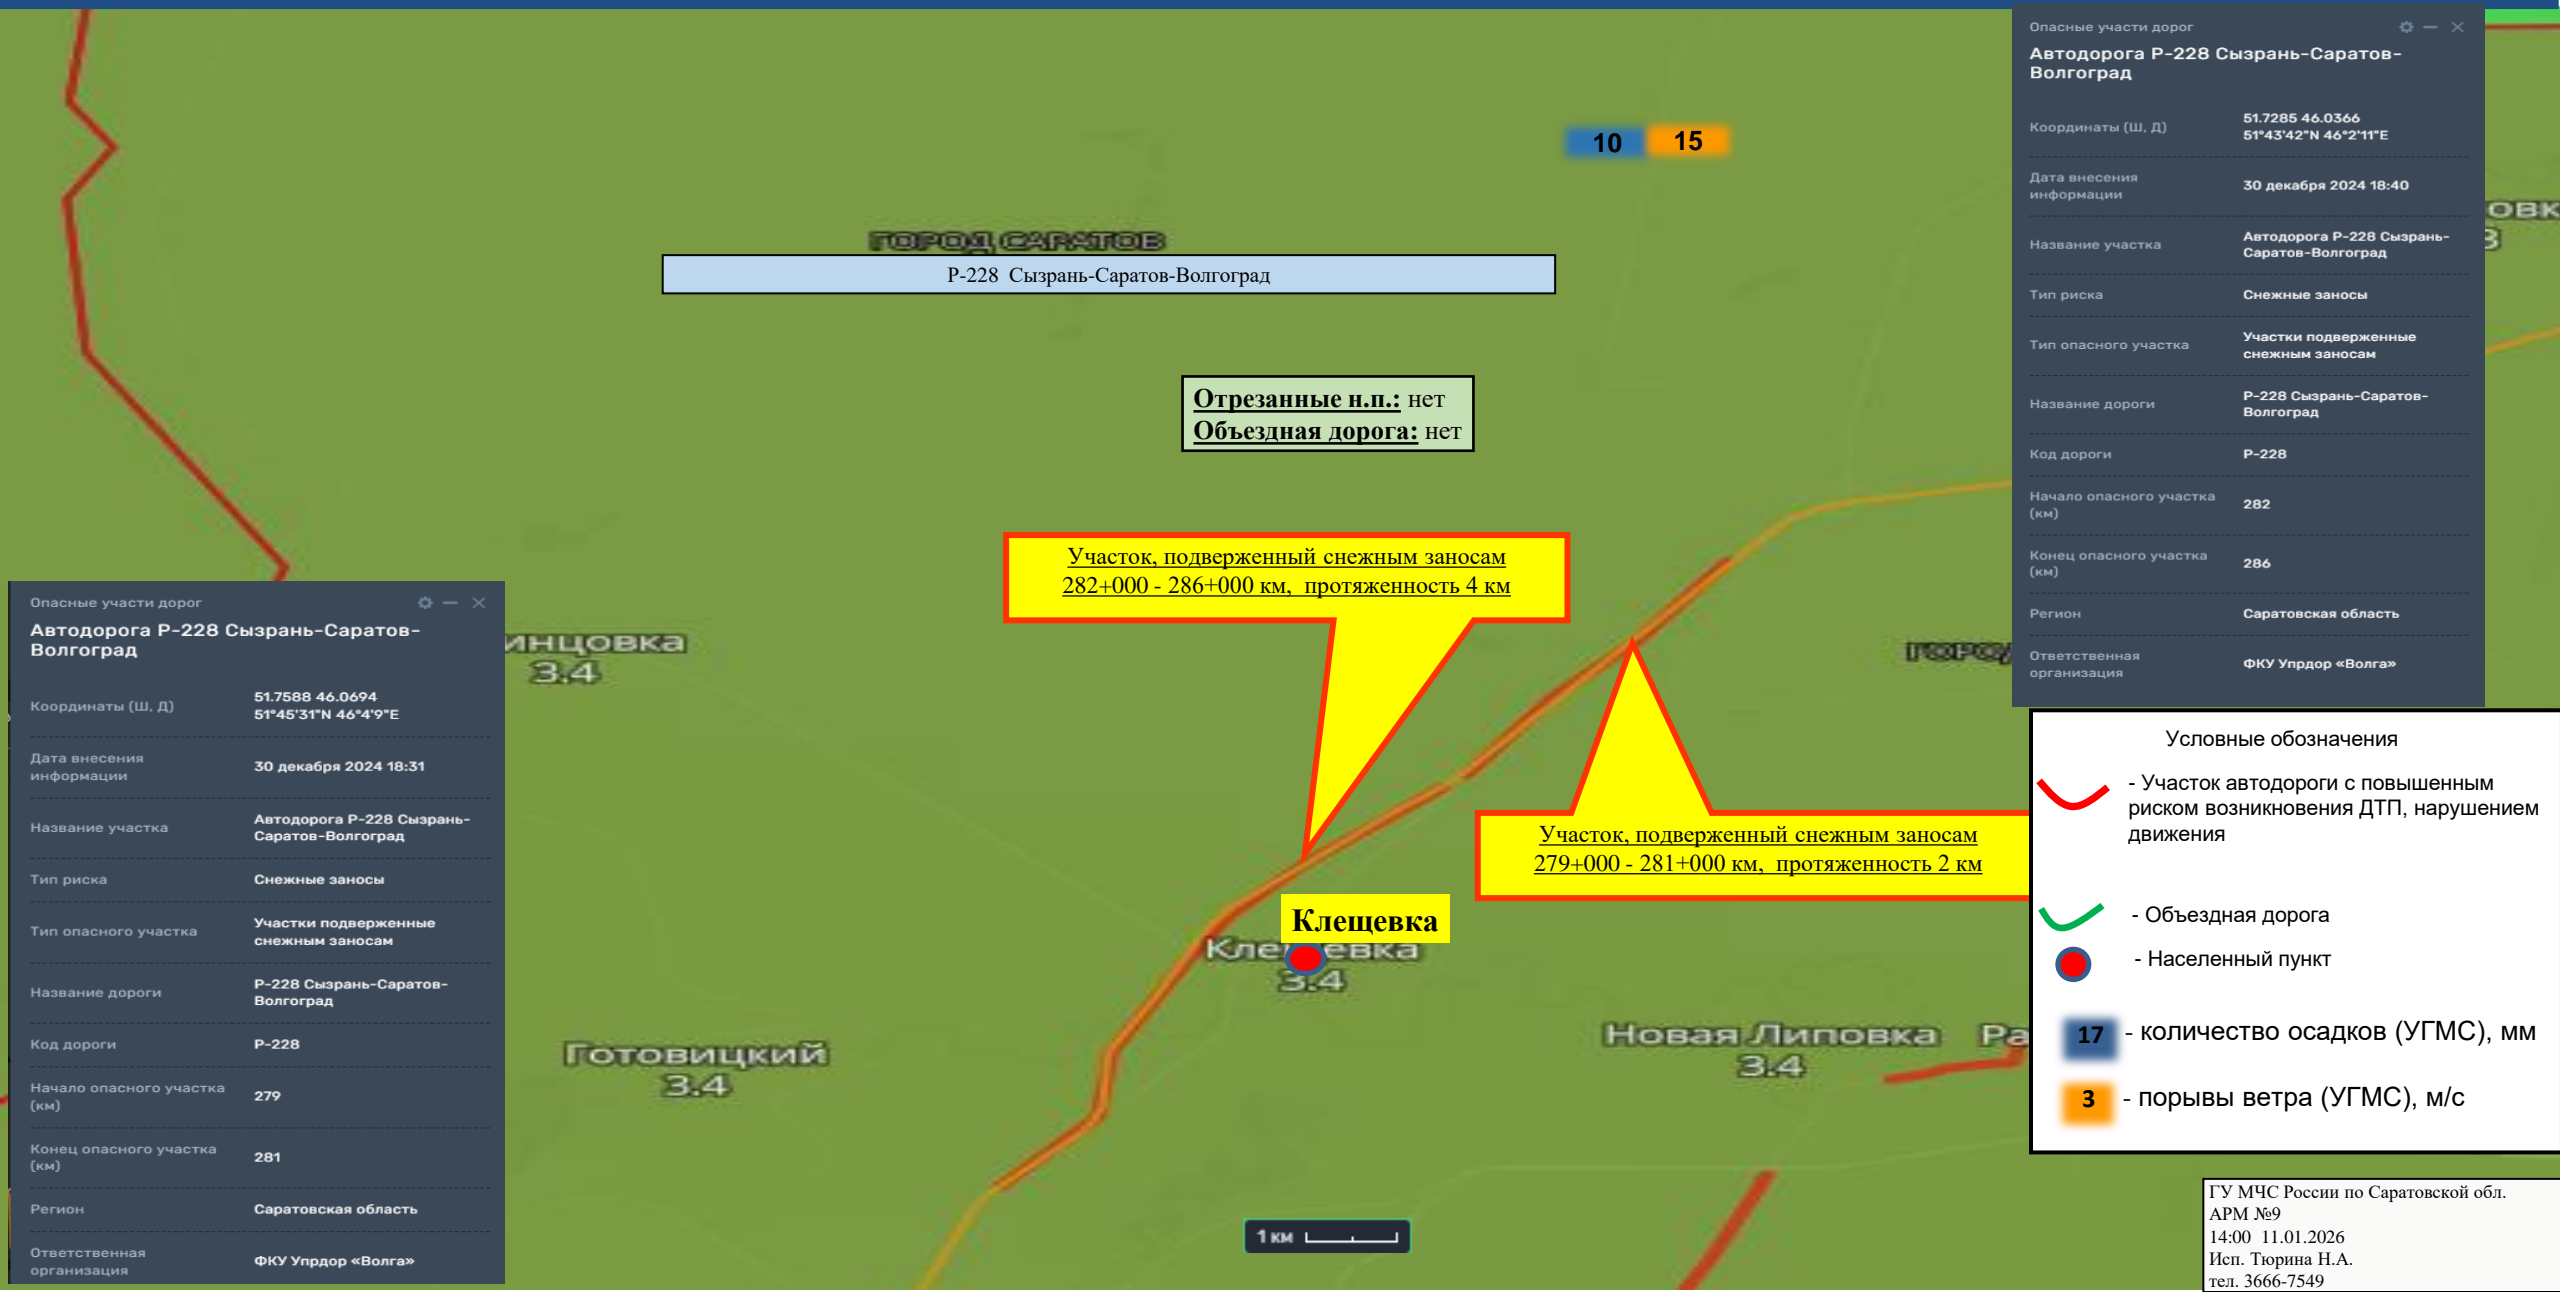 10 15
ГОРОД САРАТОВ
Р-228 Сызрань-Саратов-Волгоград
Отрезанные н.п.: нет
Объездная дорога: нет
Участок, подверженный снежным заносам
282+000 - 286+000 км, протяженность 4 км
Участок, подверженный снежным заносам
279+000 - 281+000 км, протяженность 2 км
инцовка
3.4
Клещевка
3.4
Готовицкий
3.4
Новая Липовка
3.4
Ра
ГОРОД
ОВК
3
1 км
Опасные участи дорог
Автодорога Р-228 Сызрань-Саратов-
Волгоград
Координаты (Ш, Д)
51.7588 46.0694
51°45'31"N 46°4'9"E
Дата внесения
информации
30 декабря 2024 18:31
Название участка
Автодорога Р-228 Сызрань-
Саратов-Волгоград
Тип риска
Снежные заносы
Тип опасного участка
Участки подверженные
снежным заносам
Название дороги
Р-228 Сызрань-Саратов-
Волгоград
Код дороги
Р-228
Начало опасного участка
(км)
279
Конец опасного участка
(км)
281
Регион
Саратовская область
Ответственная
организация
ФКУ Упрдор «Волга»
Опасные участи дорог
Автодорога Р-228 Сызрань-Саратов-
Волгоград
Координаты (Ш, Д)
51.7285 46.0366
51°43'42"N 46°2'11"E
Дата внесения
информации
30 декабря 2024 18:40
Название участка
Автодорога Р-228 Сызрань-
Саратов-Волгоград
Тип риска
Снежные заносы
Тип опасного участка
Участки подверженные
снежным заносам
Название дороги
Р-228 Сызрань-Саратов-
Волгоград
Код дороги
Р-228
Начало опасного участка
(км)
282
Конец опасного участка
(км)
286
Регион
Саратовская область
Ответственная
организация
ФКУ Упрдор «Волга»
Условные обозначения
- Участок автодороги с повышенным
риском возникновения ДТП, нарушением
движения
- Объездная дорога
- Населенный пункт
17 - количество осадков (УГМС), мм
3 - порывы ветра (УГМС), м/с
ГУ МЧС России по Саратовской обл.
АРМ №9
14:00 11.01.2026
Исп. Тюрина Н.А.
тел. 3666-7549